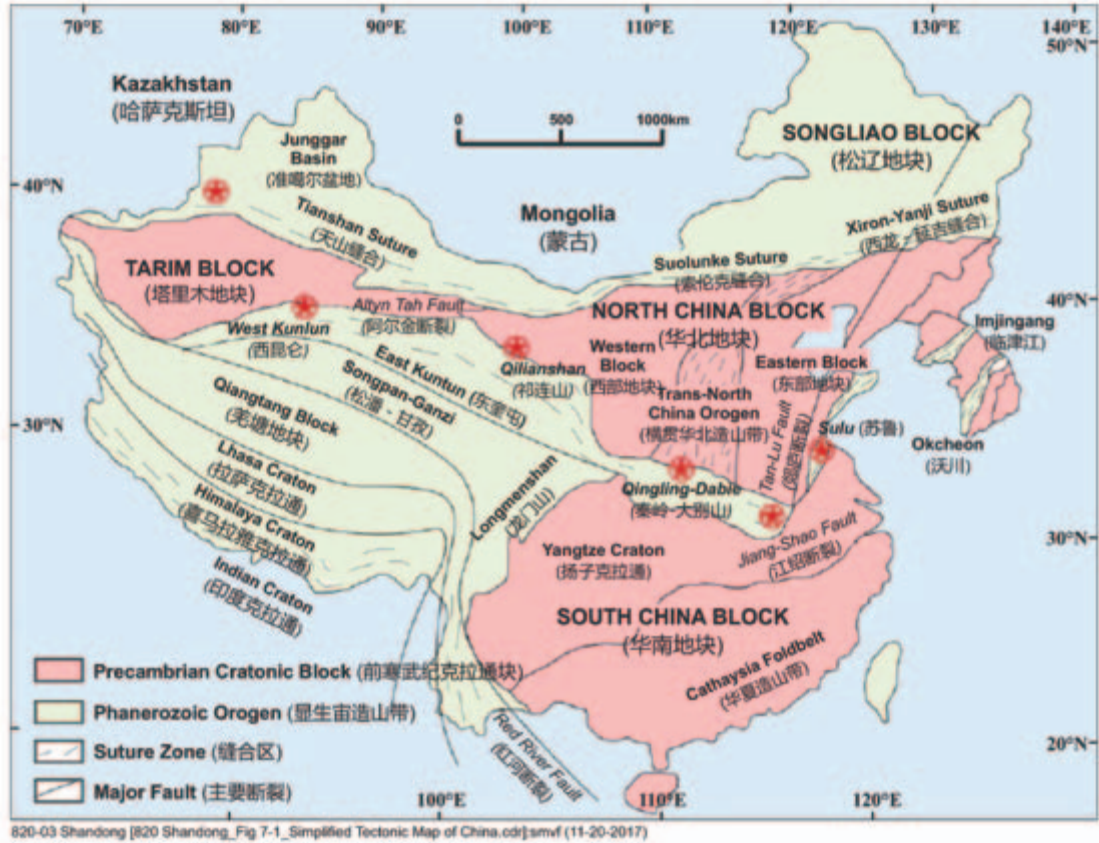 70°E 80°E 90°E 100°E 110°E 120°E 130°E 140°E
50°N
Kazakhstan
(哈萨克斯坦)
0 500 1000km
Junggar
Basin
(准噶尔盆地)
SONGLIAO BLOCK
(松辽地块)
40°N
Mongolia
(蒙古)
Tianshan Suture
(天山缝合)
Xiron-Yanji Suture
(西龙 - 延吉缝合)
Suolunke Suture
(索伦克缝合)
TARIM BLOCK
(塔里木地块)
40°N
Altyn Tah Fault
(阿尔金断裂)
NORTH CHINA BLOCK
(华北地块)
West Kunlun
(西昆仑)
Imjingang
(临津江)
Western
Block
(西部地块)
Eastern Block
(东部地块)
Qilianshan
(祁连山)
East Kuntun (东奎屯)
Songpan-Ganzi
(松潘 - 甘孜)
Trans-North
China Orogen
(横贯华北造山带)
Qiangtang Block
(羌塘地块)
30°N
Tan-Lu Fault
(郯庐断裂)
Sulu (苏鲁)
Okcheon
(沃川)
Lhasa Craton
(拉萨克拉通)
Longmenshan
(龙门山)
Qingling-Dabie
(秦岭-大别山)
Himalaya Craton
(喜马拉雅克拉通)
Indian Craton
(印度克拉通)
Yangtze Craton
(扬子克拉通)
Jiang-Shao Fault
(江绍断裂)
30°N
SOUTH CHINA BLOCK
(华南地块)
Cathaysia Foldbelt
(华夏造山带)
Red River Fault
(红河断裂)
Precambrian Cratonic Block (前寒武纪克拉通块)
Phanerozoic Orogen (显生宙造山带)
Suture Zone (缝合区)
Major Fault (主要断裂)
20°N
100°E 110°E 120°E
820-03 Shandong [820 Shandong_Fig 7-1_Simplified Tectonic Map of China.cdr]:smvf (11-20-2017)